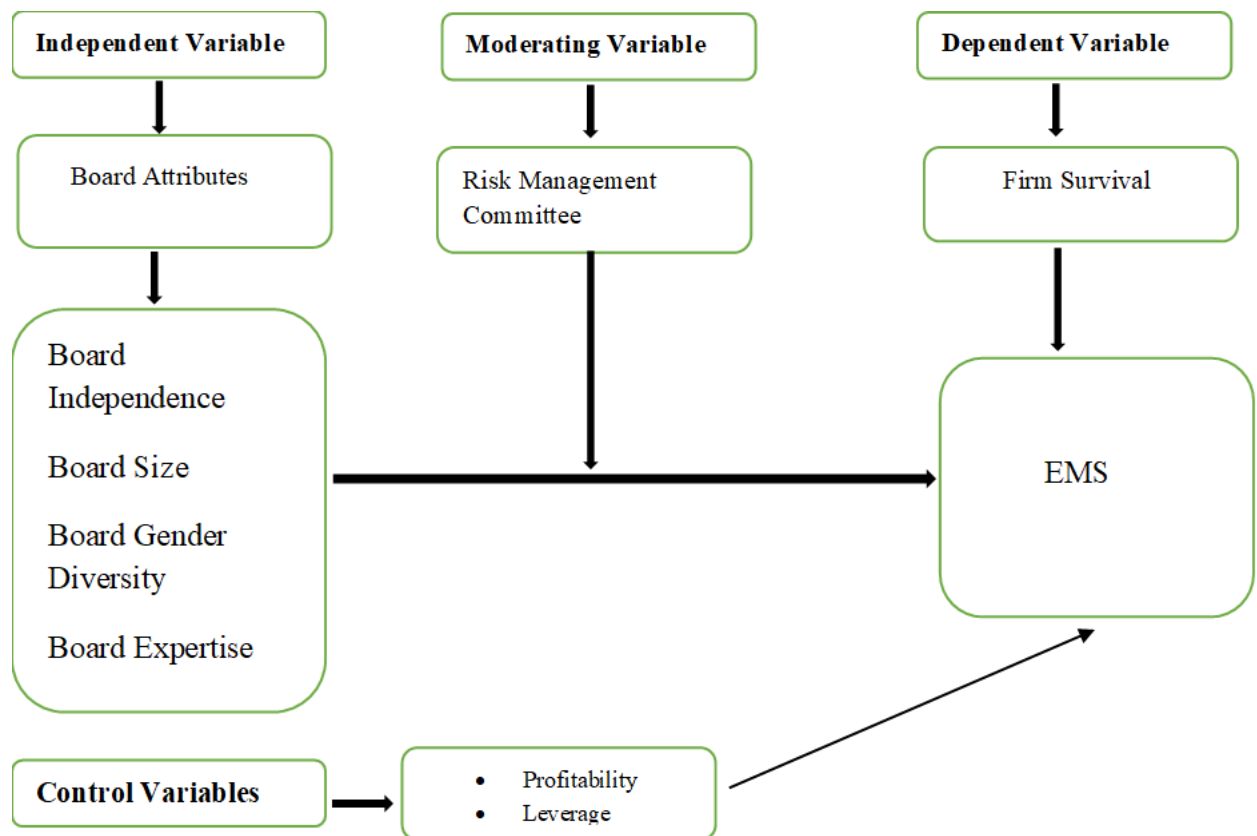 Independent Variable
Moderating Variable
Dependent Variable
Board Attributes
Risk Management
Committee
Firm Survival
Board
Independence
Board Size
Board Gender
Diversity
Board Expertise
EMS
Control Variables
• Profitability
• Leverage